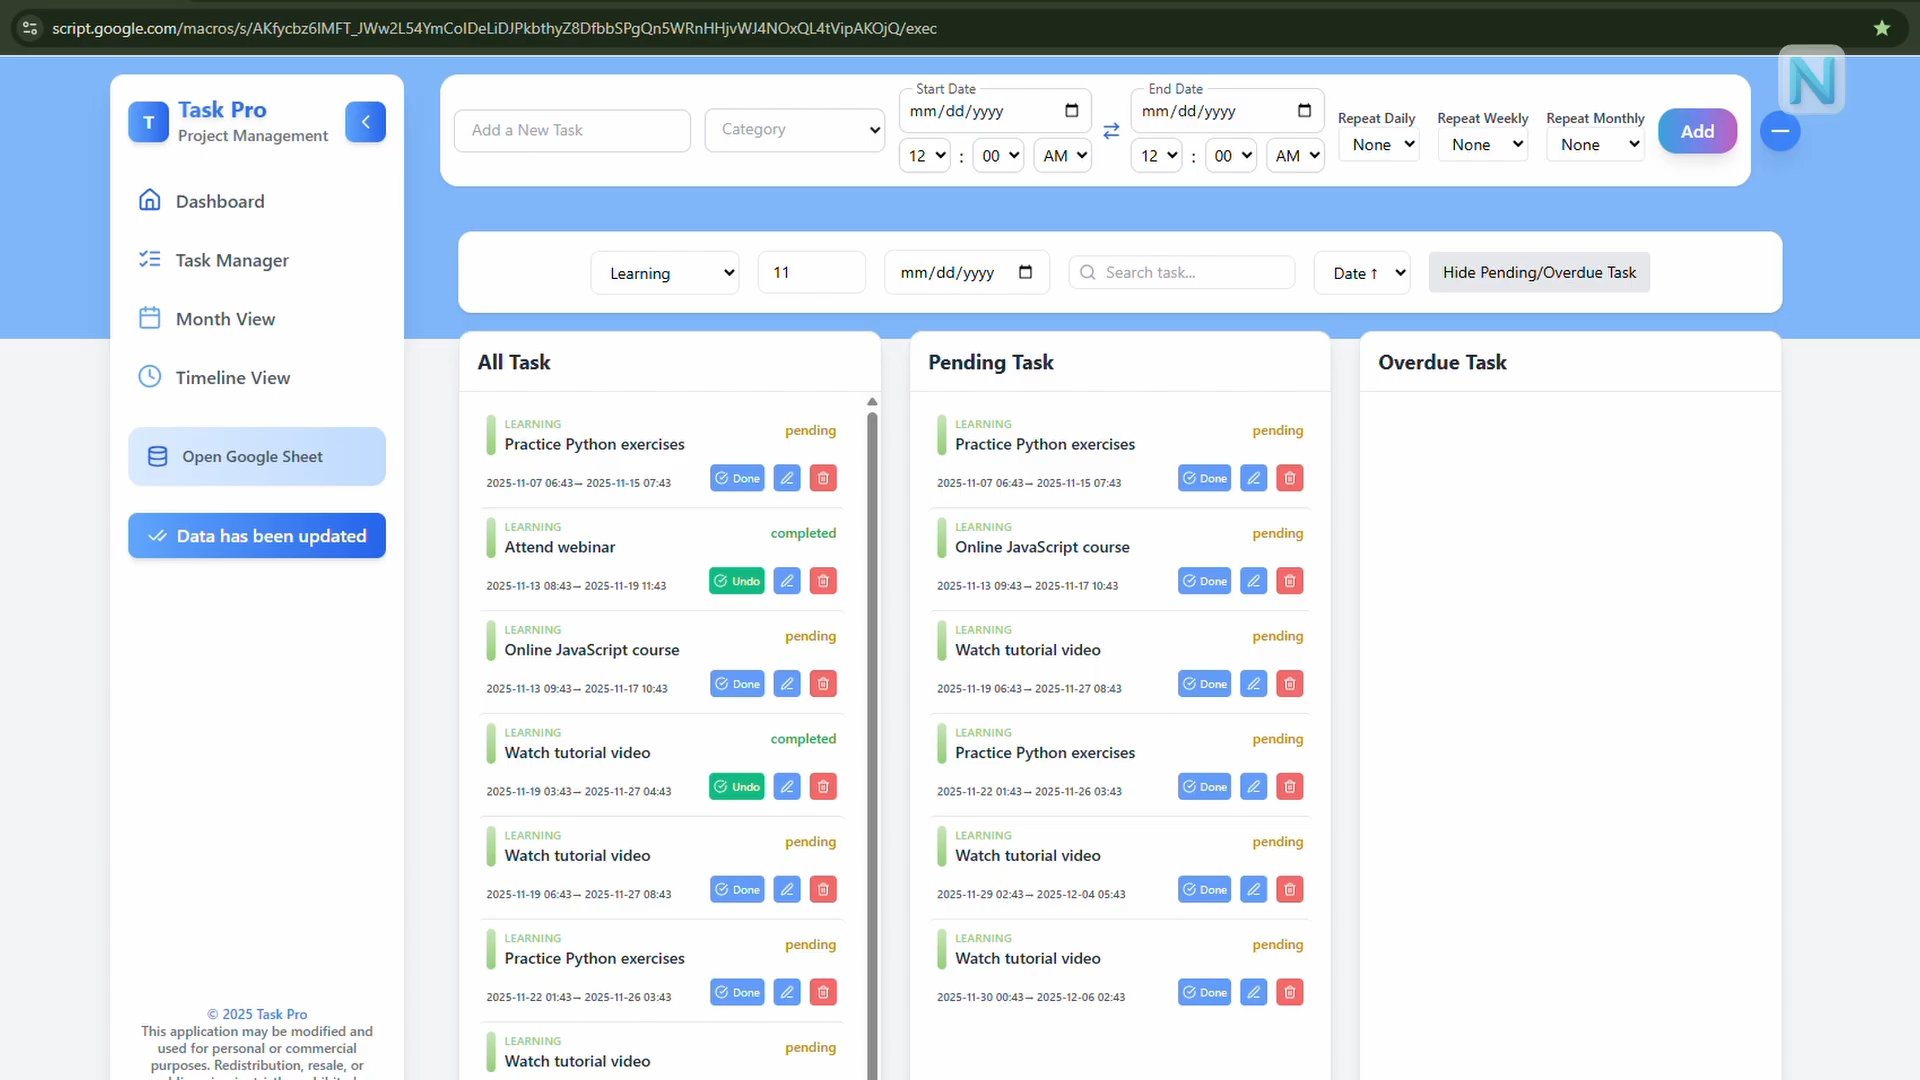 script.google.com/macros/s/AKfycbz6IMFT_JWw2L54YmCoIDeLiDJPkbthyZ8DfbbSPgQn5WRnHHjvWJ4NOxQL4tVipAKOjQ/exec
N
T
Task Pro
Project Management
Dashboard
Task Manager
Month View
Timeline View
Open Google Sheet
Data has been updated
© 2025 Task Pro
This application may be modified and
used for personal or commercial
purposes. Redistribution, resale, or
Add a New Task
Category
Start Date
mm/dd/yyyy
12 : 00 AM
End Date
mm/dd/yyyy
12 : 00 AM
Repeat Daily
None
Repeat Weekly
None
Repeat Monthly
None
Add
Learning
11
mm/dd/yyyy
Search task...
Date ↑
Hide Pending/Overdue Task
All Task
LEARNING
Practice Python exercises
pending
2025-11-07 06:43 – 2025-11-15 07:43
Done
LEARNING
Attend webinar
completed
2025-11-13 08:43 – 2025-11-19 11:43
Undo
LEARNING
Online JavaScript course
pending
2025-11-13 09:43 – 2025-11-17 10:43
Done
LEARNING
Watch tutorial video
completed
2025-11-19 03:43 – 2025-11-27 04:43
Undo
LEARNING
Watch tutorial video
pending
2025-11-19 06:43 – 2025-11-27 08:43
Done
LEARNING
Practice Python exercises
pending
2025-11-22 01:43 – 2025-11-26 03:43
Done
LEARNING
Watch tutorial video
pending
Pending Task
LEARNING
Practice Python exercises
pending
2025-11-07 06:43 – 2025-11-15 07:43
Done
LEARNING
Online JavaScript course
pending
2025-11-13 09:43 – 2025-11-17 10:43
Done
LEARNING
Watch tutorial video
pending
2025-11-19 06:43 – 2025-11-27 08:43
Done
LEARNING
Practice Python exercises
pending
2025-11-22 01:43 – 2025-11-26 03:43
Done
LEARNING
Watch tutorial video
pending
2025-11-29 02:43 – 2025-12-04 05:43
Done
LEARNING
Watch tutorial video
pending
2025-11-30 00:43 – 2025-12-06 02:43
Done
Overdue Task